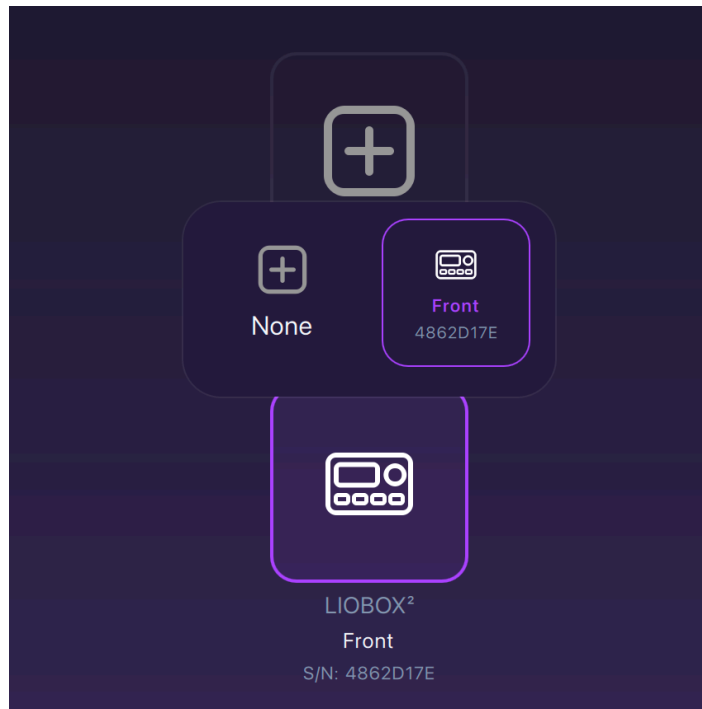 None
Front
4862D17E
LIOBOX²
Front
S/N: 4862D17E